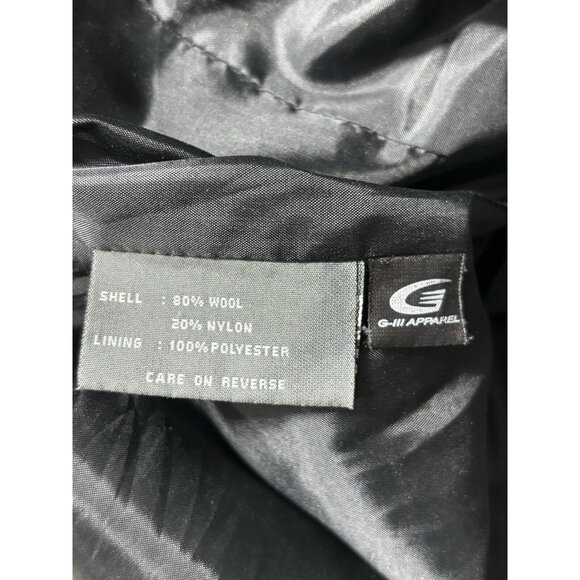 SHELL : 80% WOOL
20% NYLON
LINING : 100% POLYESTER
CARE ON REVERSE
G-III APPAREL